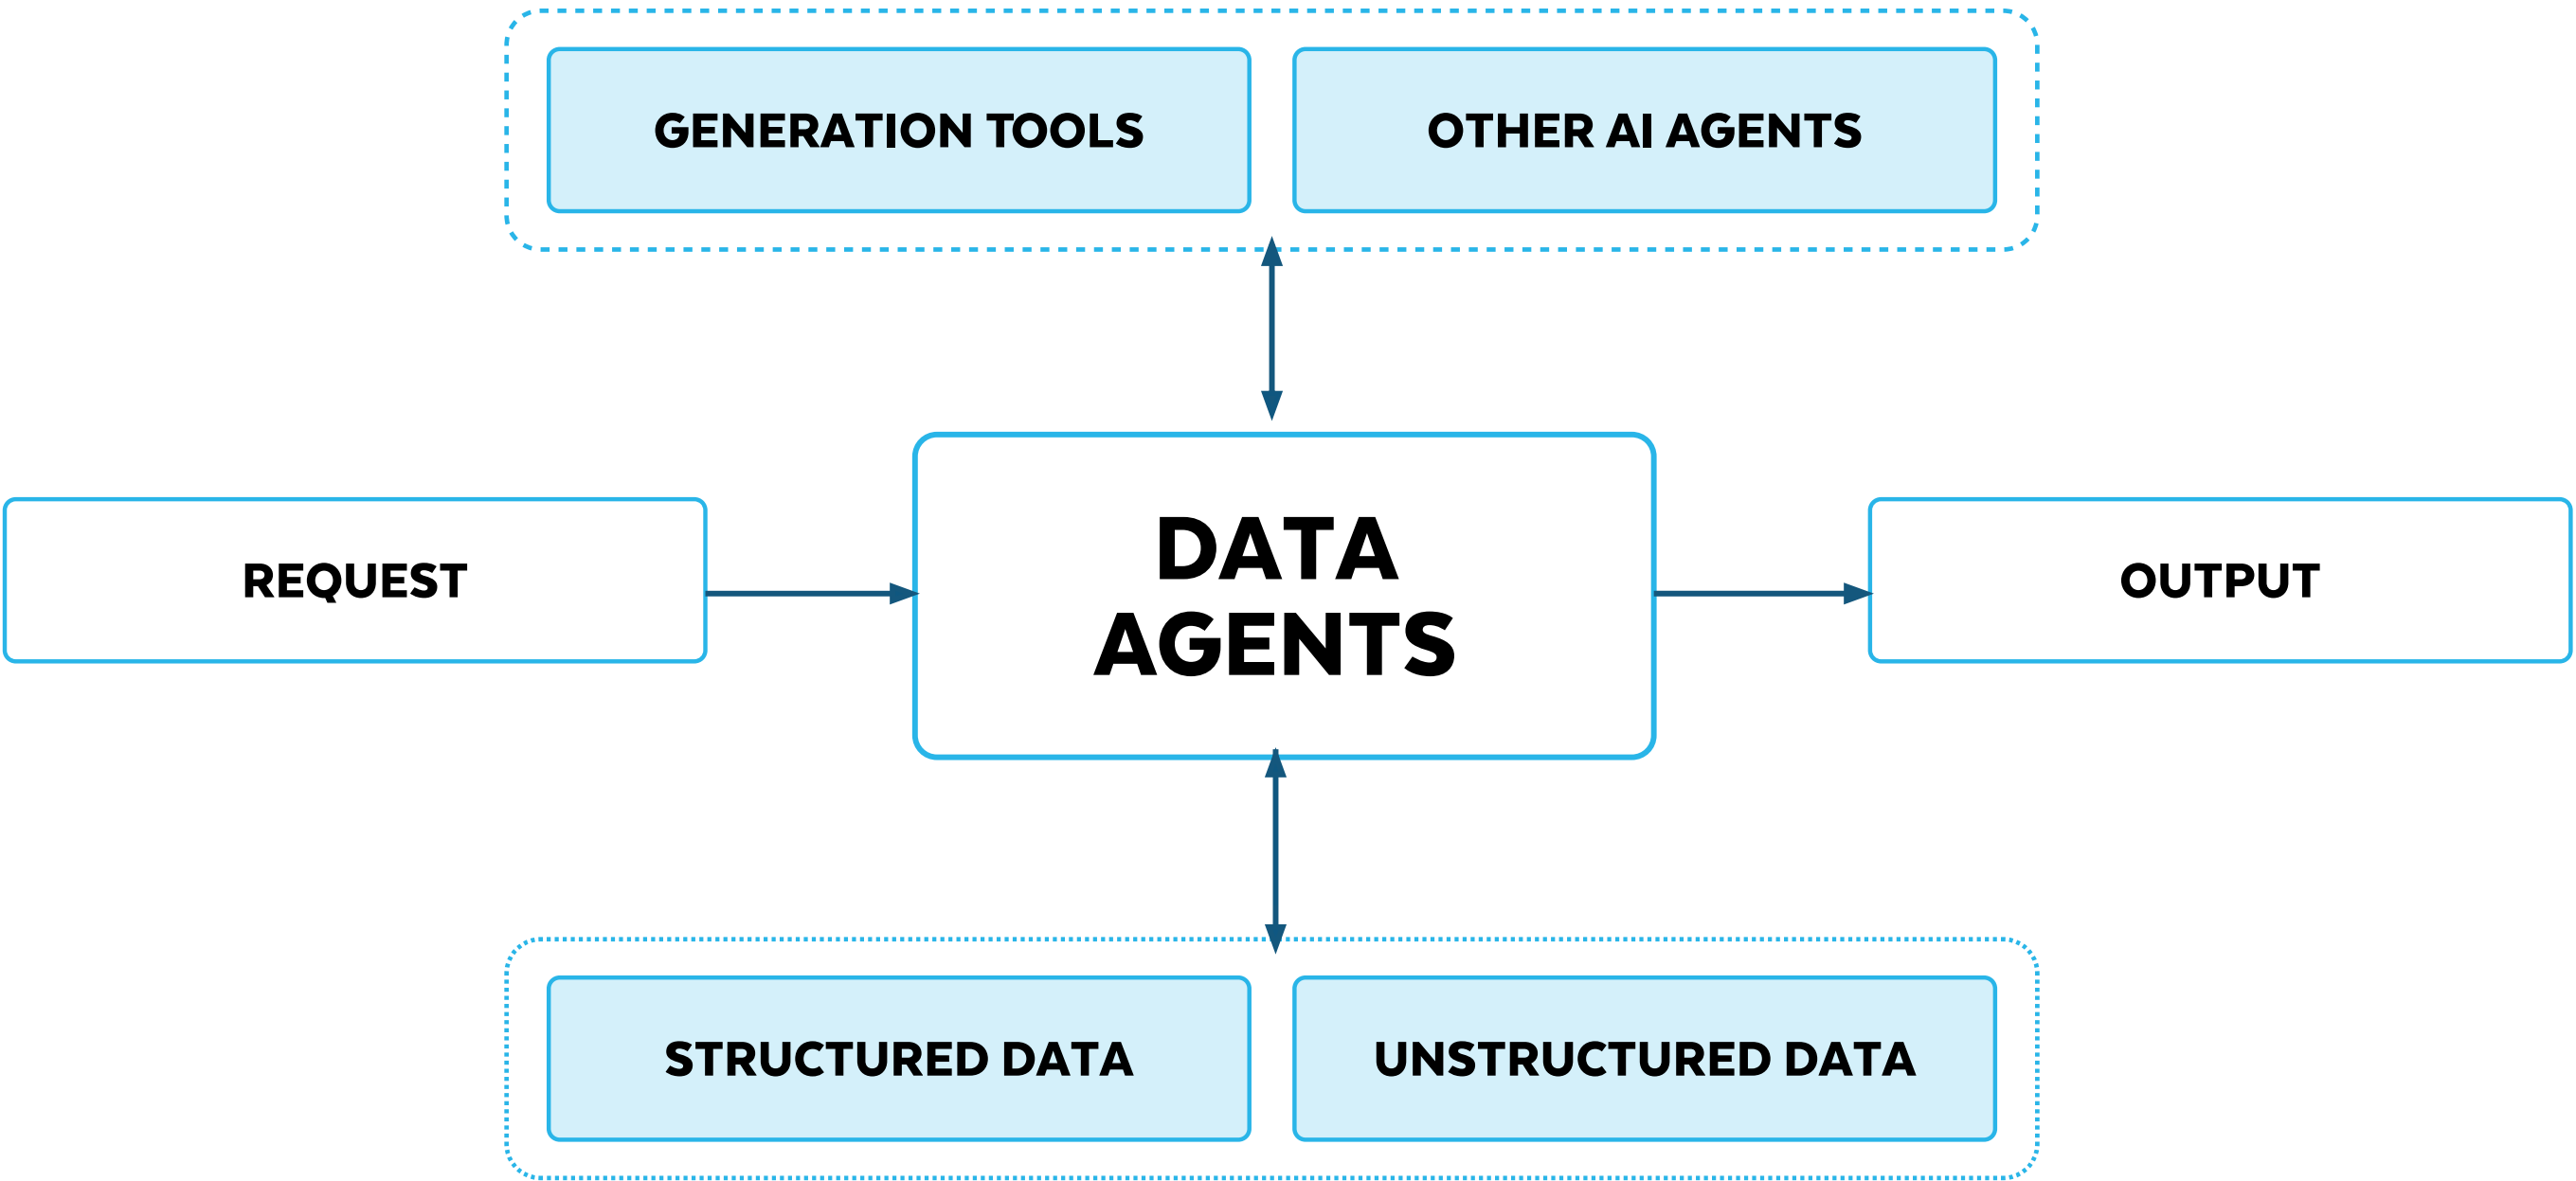 GENERATION TOOLS
OTHER AI AGENTS
REQUEST
DATA
AGENTS
OUTPUT
STRUCTURED DATA
UNSTRUCTURED DATA